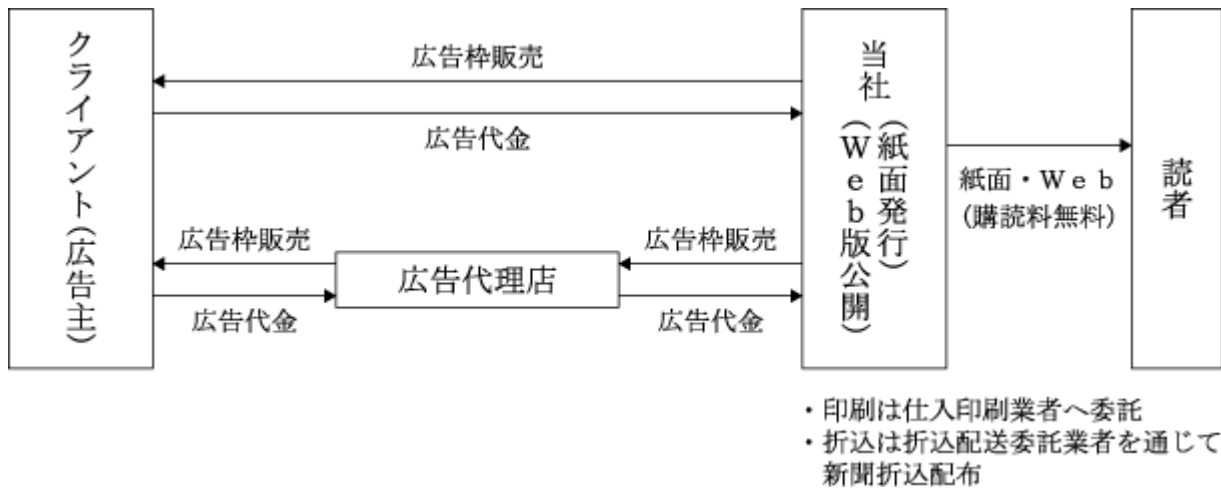 クライアント(広告主)
広告枠販売
広告代金
広告枠販売
広告代金
広告代理店
広告枠販売
広告代金
当社
(紙面発行)
(Web版公開)
紙面・Web
(購読料無料)
読者
・印刷は仕入印刷業者へ委託
・折込は折込配送委託業者を通じて
新聞折込配布